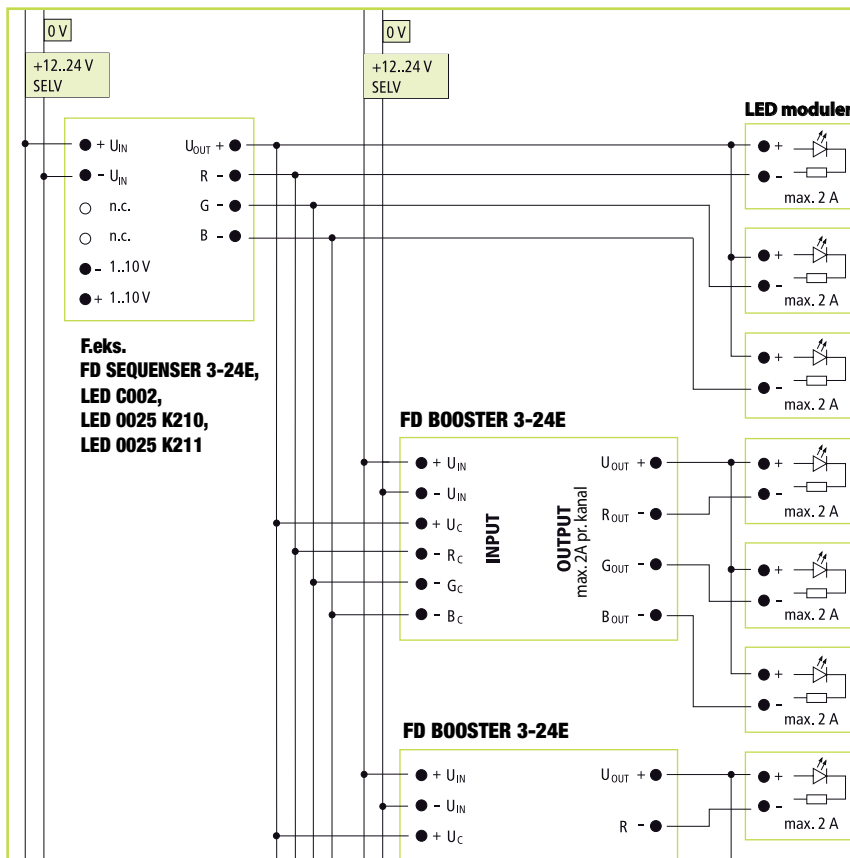 0 V
+12..24 V
SELV
0 V
+12..24 V
SELV
LED moduler
+ UIN
- UIN
n.c.
n.c.
- 1..10 V
+ 1..10 V
UOUT +
R -
G -
B -
+
-
max. 2 A
+
-
max. 2 A
+
-
max. 2 A
F.eks.
FD SEQUENSER 3-24E,
LED C002,
LED 0025 K210,
LED 0025 K211
FD BOOSTER 3-24E
+ UIN
- UIN
+ UC
- RC
- GC
- BC
INPUT
OUTPUT
max. 2A pr. kanal
UOUT +
ROUT -
GOUT -
BOUT -
+
-
max. 2 A
+
-
max. 2 A
+
-
max. 2 A
FD BOOSTER 3-24E
+ UIN
- UIN
+ UC
UOUT +
R -
+
-
max. 2 A